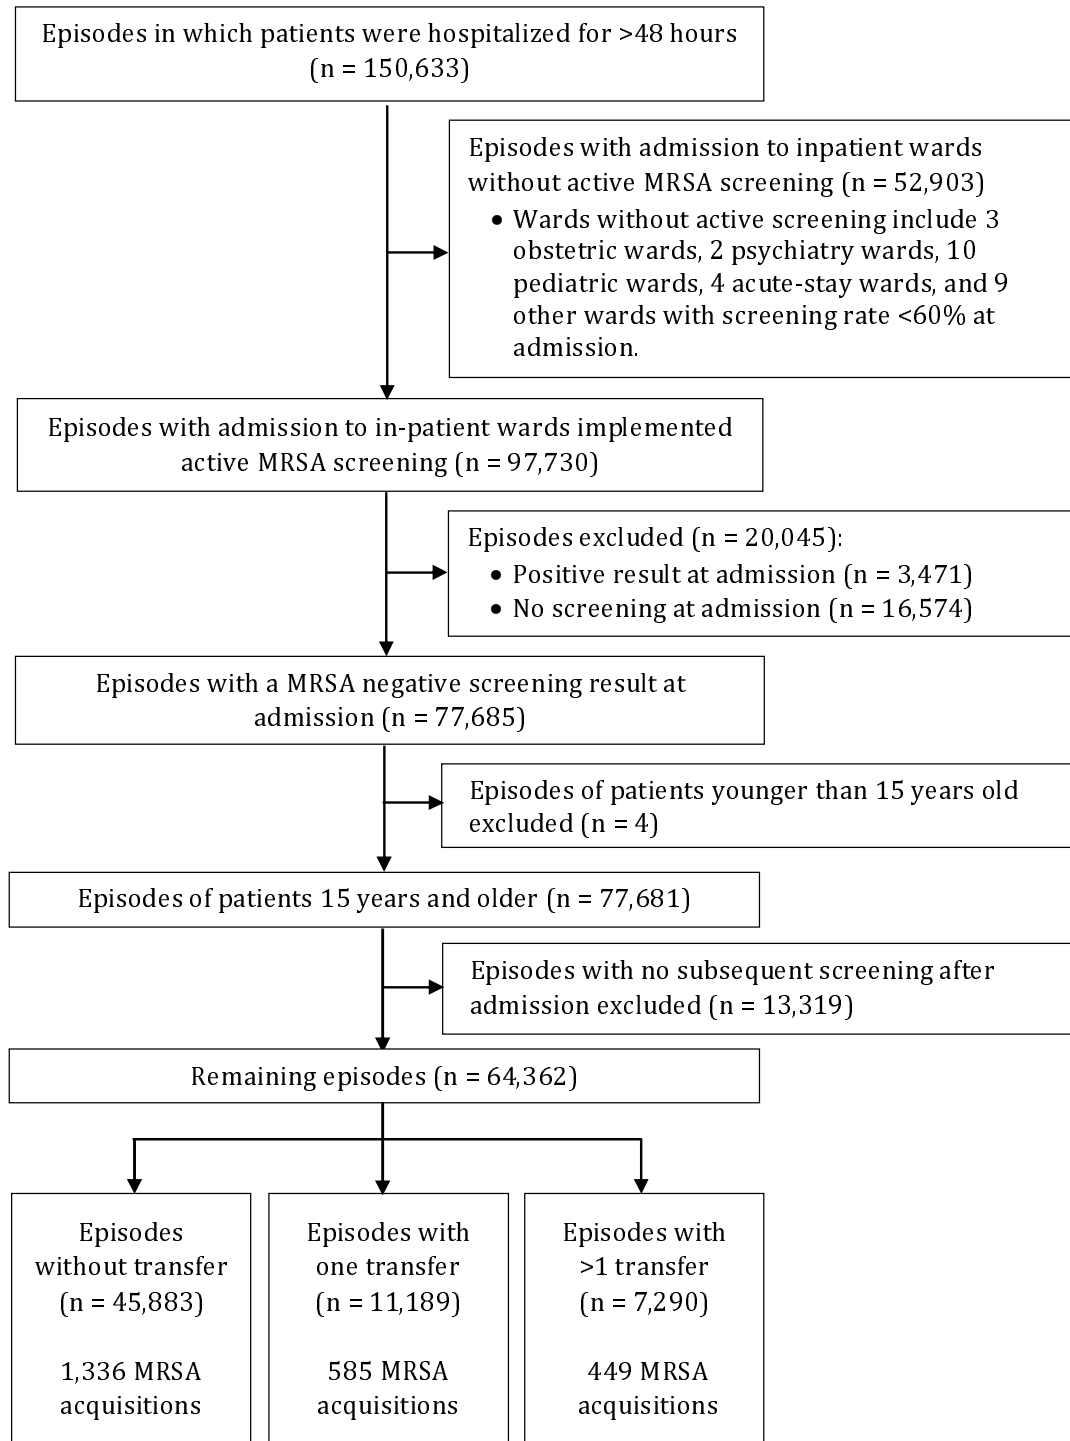 Episodes in which patients were hospitalized for >48 hours
(n = 150,633)
Episodes with admission to inpatient wards
without active MRSA screening (n = 52,903)
• Wards without active screening include 3
obstetric wards, 2 psychiatry wards, 10
pediatric wards, 4 acute-stay wards, and 9
other wards with screening rate <60% at
admission.
Episodes with admission to in-patient wards implemented
active MRSA screening (n = 97,730)
Episodes excluded (n = 20,045):
• Positive result at admission (n = 3,471)
• No screening at admission (n = 16,574)
Episodes with a MRSA negative screening result at
admission (n = 77,685)
Episodes of patients younger than 15 years old
excluded (n = 4)
Episodes of patients 15 years and older (n = 77,681)
Episodes with no subsequent screening after
admission excluded (n = 13,319)
Remaining episodes (n = 64,362)
Episodes
without transfer
(n = 45,883)
1,336 MRSA
acquisitions
Episodes with
one transfer
(n = 11,189)
585 MRSA
acquisitions
Episodes with
>1 transfer
(n = 7,290)
449 MRSA
acquisitions